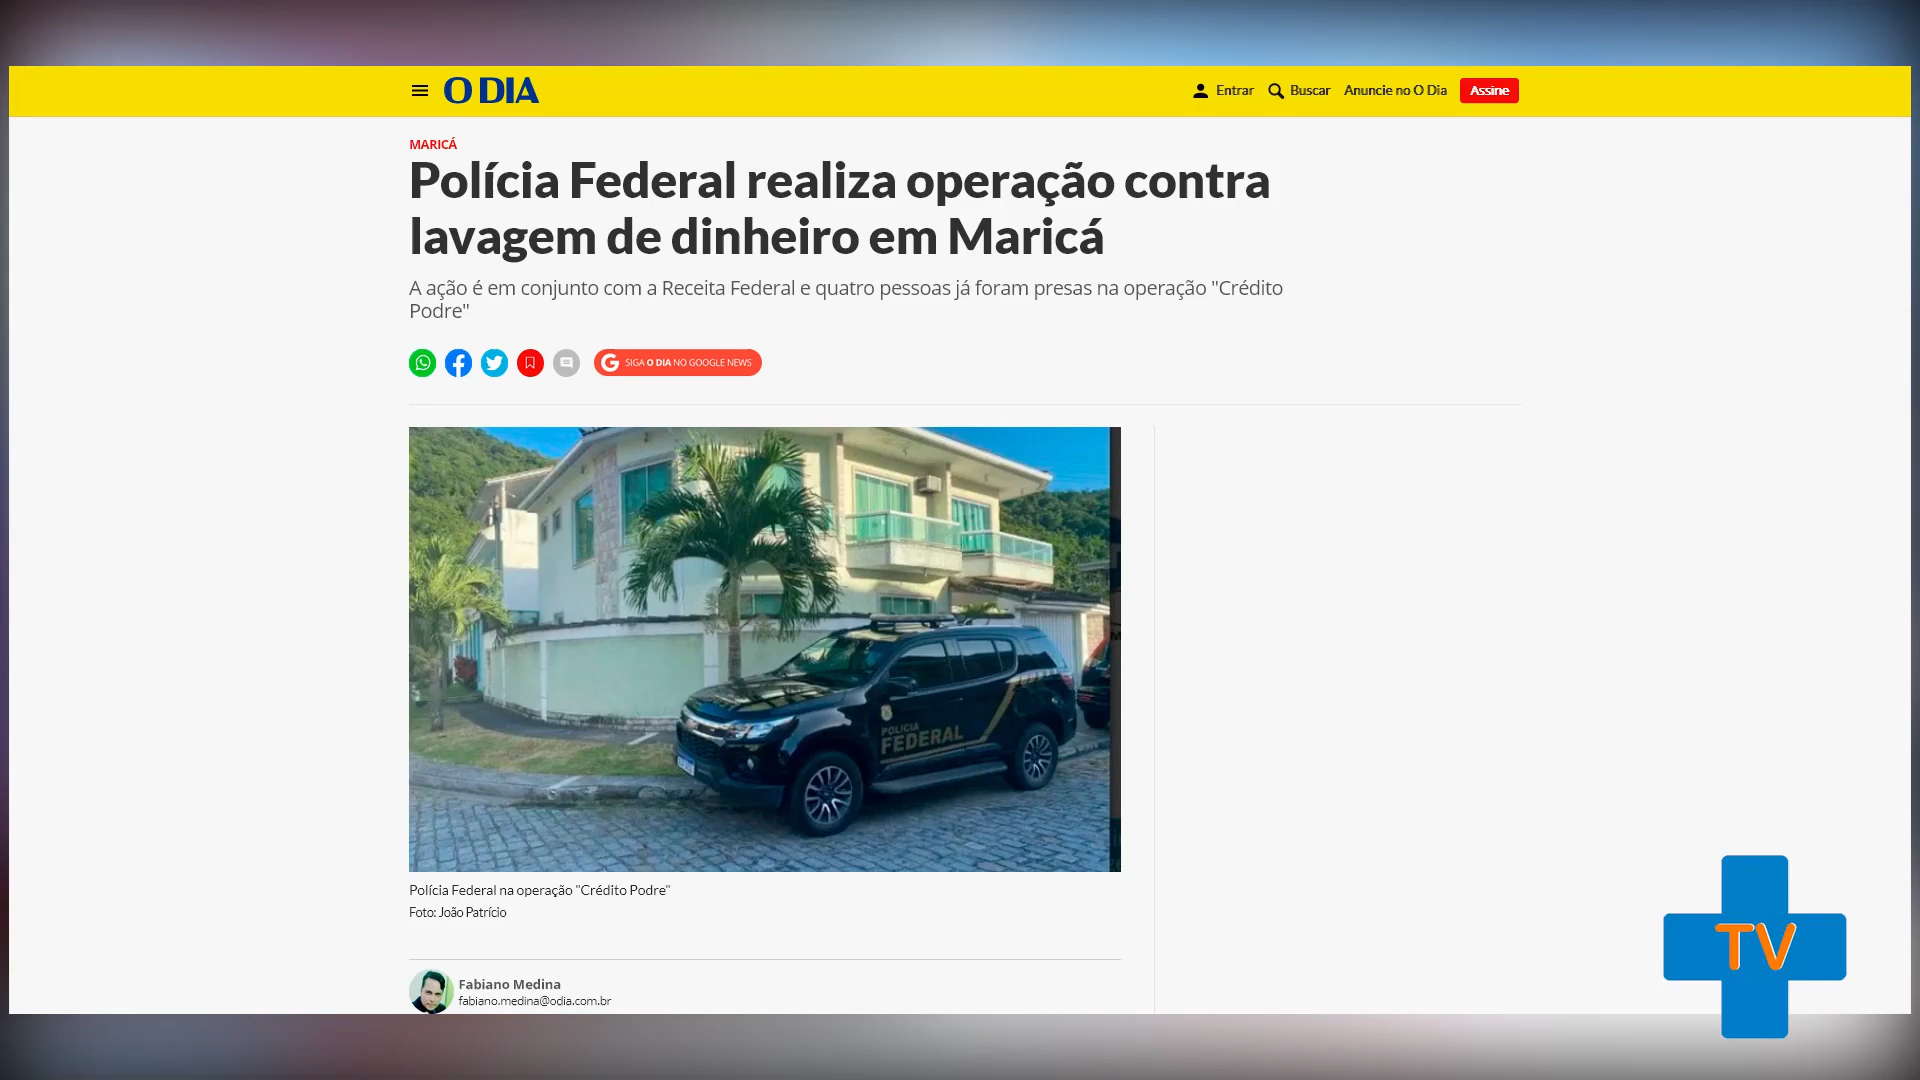 O DIA
Entrar
Buscar
Anuncie no O Dia
Assine
MARICÁ
Polícia Federal realiza operação contra
lavagem de dinheiro em Maricá
A ação é em conjunto com a Receita Federal e quatro pessoas já foram presas na operação "Crédito
Podre"
SIGA O DIA NO GOOGLE NEWS
POLÍCIA
FEDERAL
Polícia Federal na operação "Crédito Podre"
Foto: João Patrício
Fabiano Medina
fabiano.medina@odia.com.br
TV